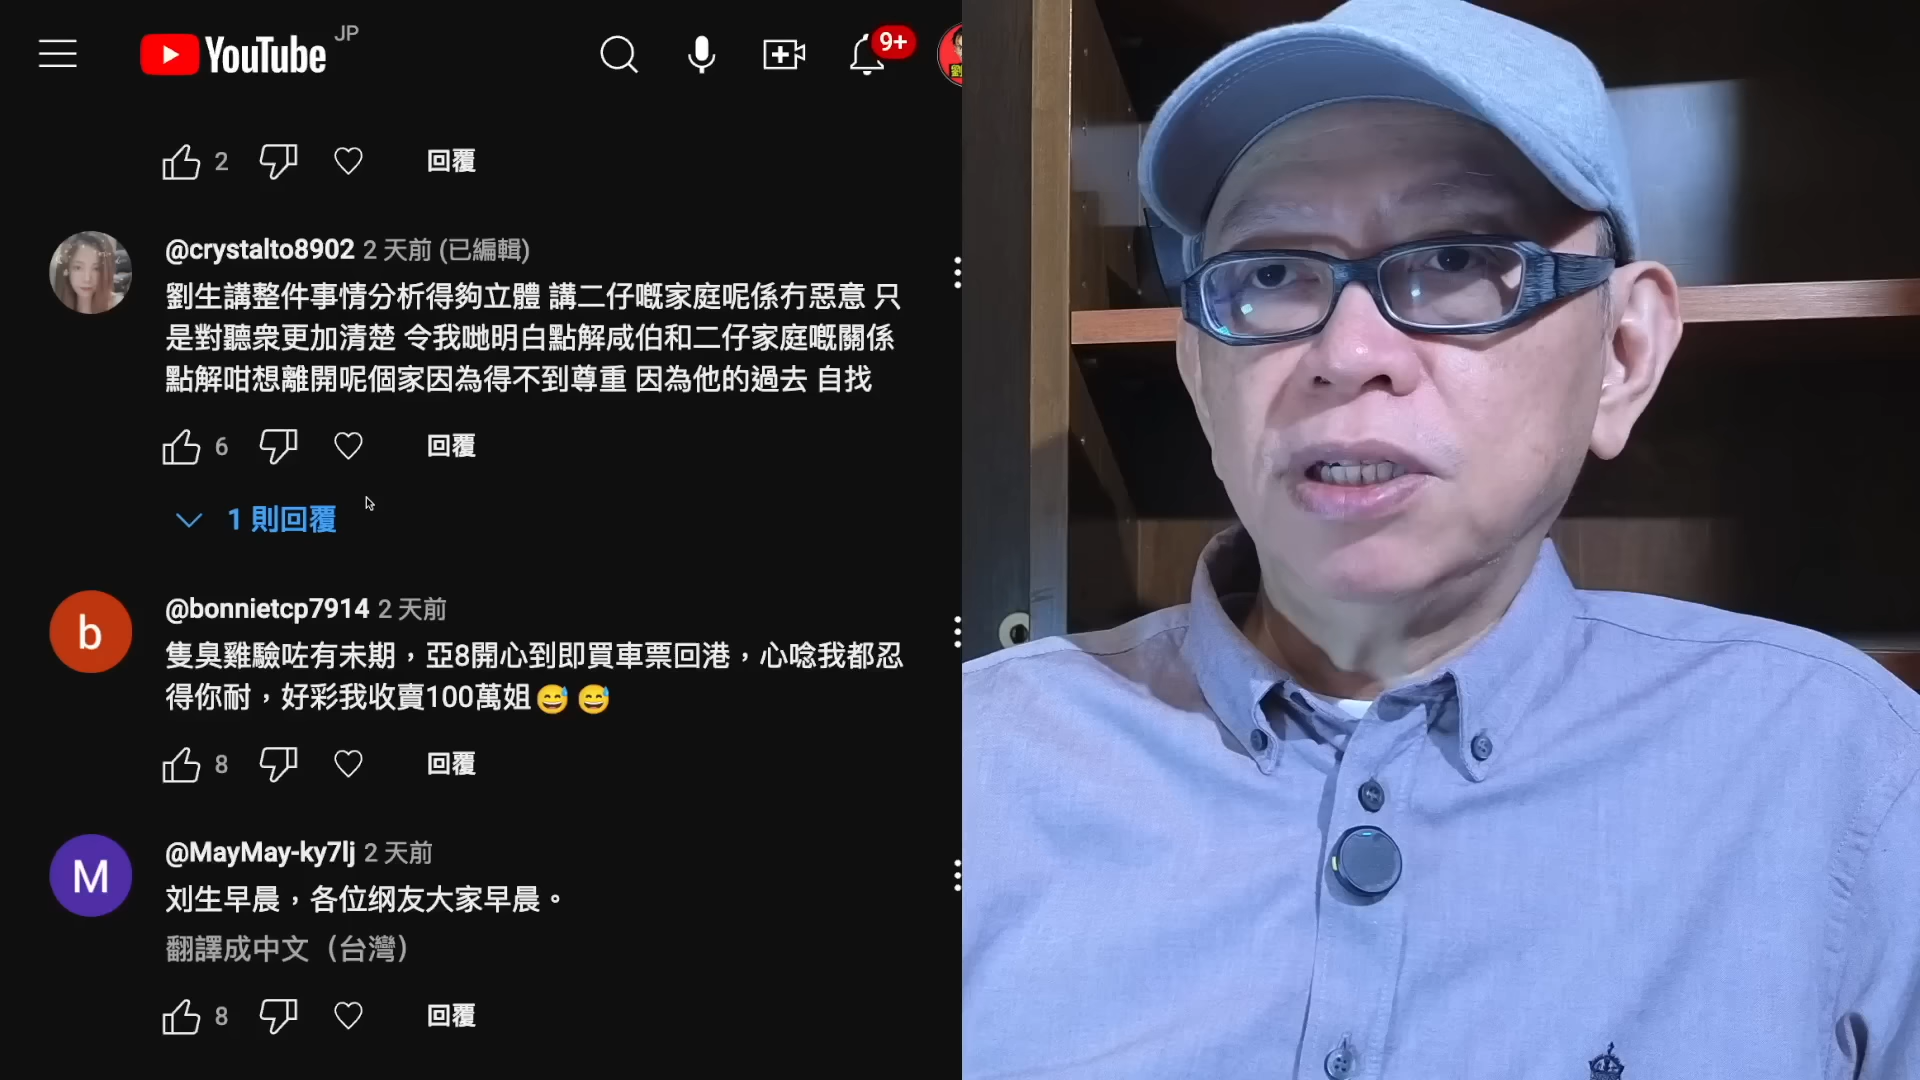 YouTube JP
9+
劉
2 回覆
@crystalto8902 2 天前 (已編輯)
劉生講整件事情分析得夠立體 講二仔嘅家庭呢係冇惡意 只
是對聽衆更加清楚 令我哋明白點解咸伯和二仔家庭嘅關係
點解咁想離開呢個家因為得不到尊重 因為他的過去 自找
6 回覆
1 則回覆
b
@bonnietcp7914 2 天前
隻臭雞驗咗有未期，亞8開心到即買車票回港，心唸我都忍
得你耐，好彩我收賣100萬姐😅 😅
8 回覆
M
@MayMay-ky7lj 2 天前
刘生早晨，各位纲友大家早晨。
翻譯成中文（台灣）
8 回覆